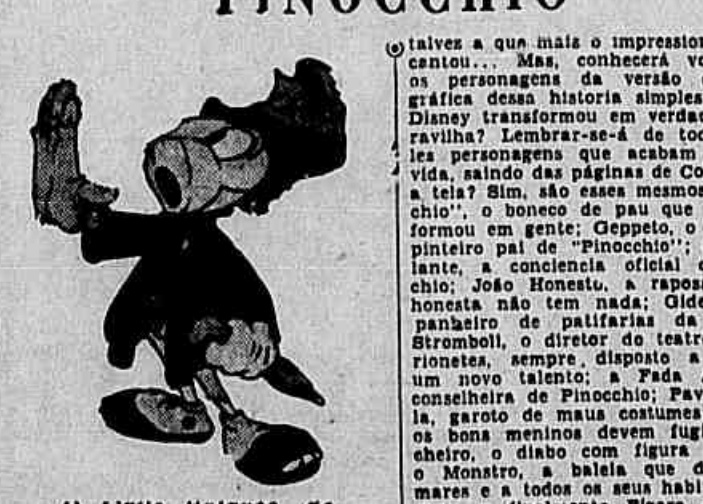 PINOCCHIO
talvez a que mais o impression
cantou... Mas, conhecerá vo
os personagens da versão
gráfica dessa historia simples
Disney transformou em verdad
ravilha? Lembrar-se-á de tod
les personagens que acabam
vida, saindo das páginas de Co
a tela? Sim, são esses mesmos
chio", o boneco de pau que
formou em gente; Geppeto, o
pinteiro pai de "Pinocchio";
lante, a conciencia oficial
chio; João Honesto, a raposa
honesta não tem nada; Gide
panheiro de patifarias da
Stromboli, o diretor do teatr
rionetes, sempre disposto a
um novo talento; a Fada
conselheira de Pinocchio; Pav
la, garoto de maus costumes
os bons meninos devem fugi
cheiro, o diabo com figura
o Monstro, a baleia que d
mares e a todos os seus habi